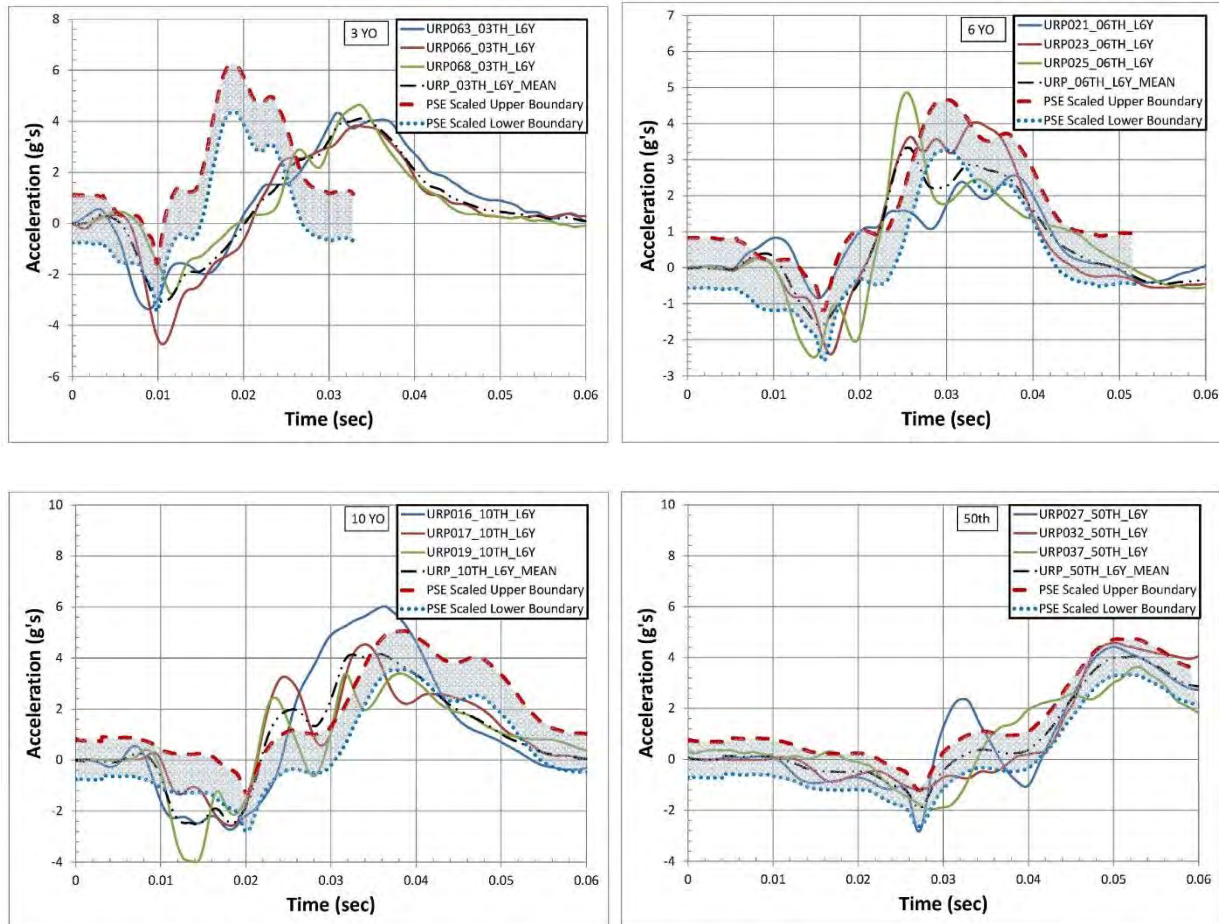 3 YO
URP063_03TH_L6Y
URP066_03TH_L6Y
URP068_03TH_L6Y
URP_03TH_L6Y_MEAN
PSE Scaled Upper Boundary
PSE Scaled Lower Boundary
Acceleration (g's)
8
6
4
2
0
-2
-4
-6
0 0.01 0.02 0.03 0.04 0.05 0.06
Time (sec)
6 YO
URP021_06TH_L6Y
URP023_06TH_L6Y
URP025_06TH_L6Y
URP_06TH_L6Y_MEAN
PSE Scaled Upper Boundary
PSE Scaled Lower Boundary
Acceleration (g's)
7
6
5
4
3
2
1
0
-1
-2
-3
0 0.01 0.02 0.03 0.04 0.05 0.06
Time (sec)
10 YO
URP016_10TH_L6Y
URP017_10TH_L6Y
URP019_10TH_L6Y
URP_10TH_L6Y_MEAN
PSE Scaled Upper Boundary
PSE Scaled Lower Boundary
Acceleration (g's)
10
8
6
4
2
0
-2
-4
0 0.01 0.02 0.03 0.04 0.05 0.06
Time (sec)
50th
URP027_50TH_L6Y
URP032_50TH_L6Y
URP037_50TH_L6Y
URP_50TH_L6Y_MEAN
PSE Scaled Upper Boundary
PSE Scaled Lower Boundary
Acceleration (g's)
10
8
6
4
2
0
-2
-4
0 0.01 0.02 0.03 0.04 0.05 0.06
Time (sec)